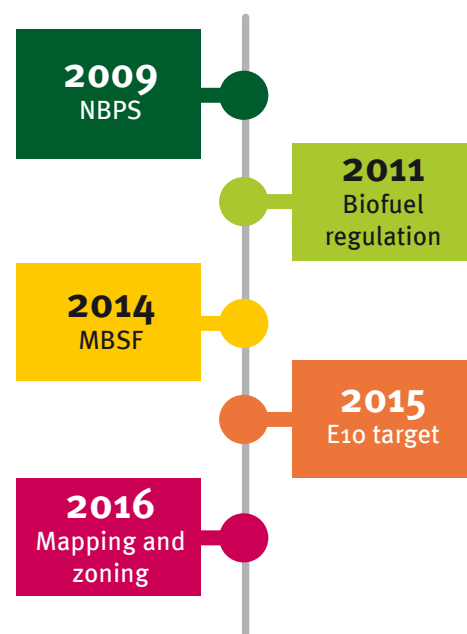 2009
NBPS
2011
Biofuel
regulation
2014
MBSF
2015
E10 target
2016
Mapping and
zoning